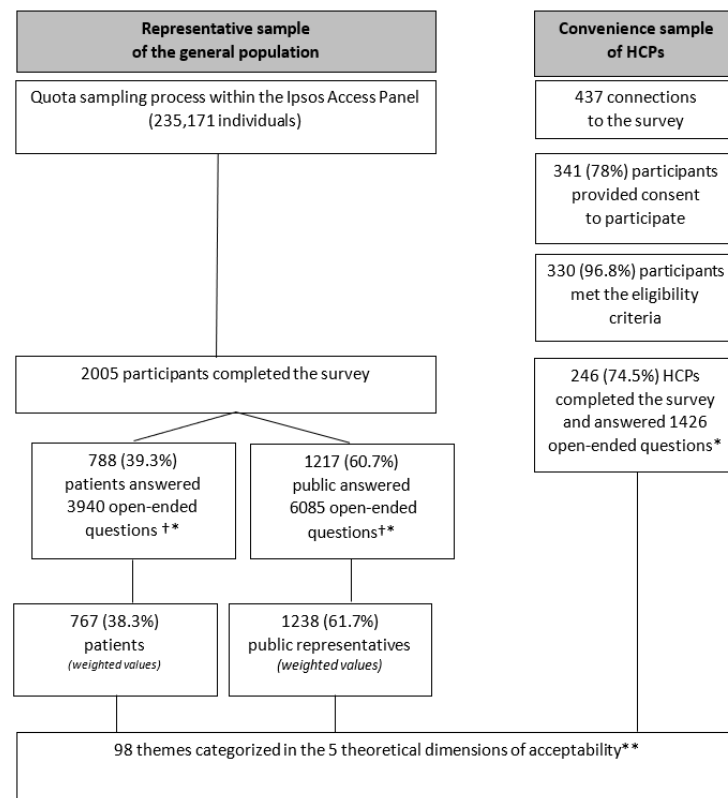 Representative sample
of the general population
Quota sampling process within the Ipsos Access Panel
(235,171 individuals)
2005 participants completed the survey
788 (39.3%)
patients answered
3940 open-ended
questions †*
1217 (60.7%)
public answered
6085 open-ended
questions†*
767 (38.3%)
patients
(weighted values)
1238 (61.7%)
public representatives
(weighted values)
Convenience sample
of HCPs
437 connections
to the survey
341 (78%) participants
provided consent
to participate
330 (96.8%) participants
met the eligibility
criteria
246 (74.5%) HCPs
completed the survey
and answered 1426
open-ended questions*
98 themes categorized in the 5 theoretical dimensions of acceptability**